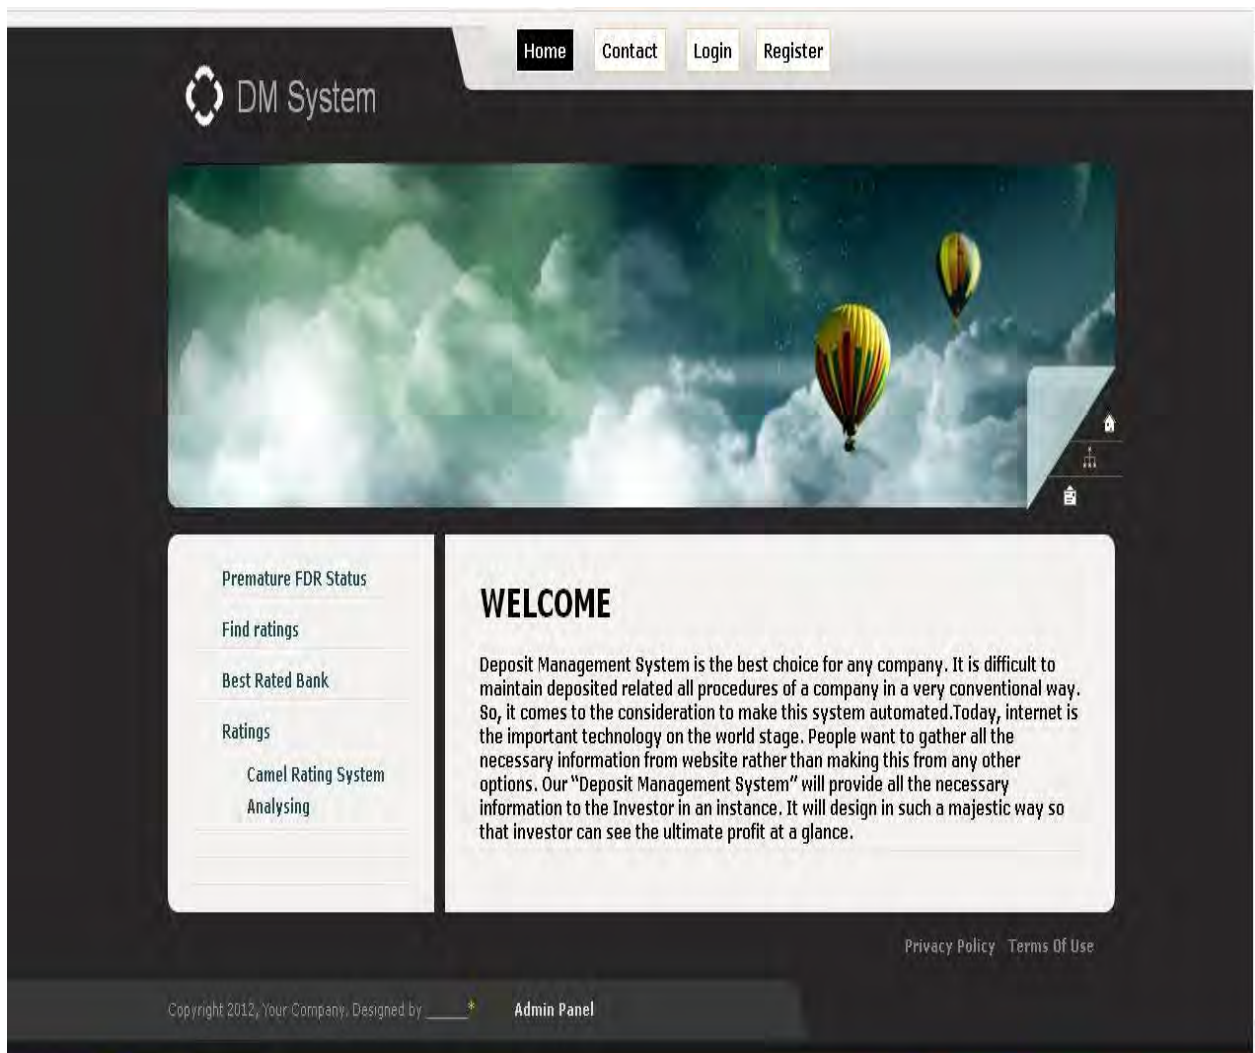 Home Contact Login Register
DM System
Premature FDR Status
Find ratings
Best Rated Bank
Ratings
Camel Rating System
Analysing
WELCOME
Deposit Management System is the best choice for any company. It is difficult to
maintain deposited related all procedures of a company in a very conventional way.
So, it comes to the consideration to make this system automated.Today, internet is
the important technology on the world stage. People want to gather all the
necessary information from website rather than making this from any other
options. Our “Deposit Management System” will provide all the necessary
information to the Investor in an instance. It will design in such a majestic way so
that investor can see the ultimate profit at a glance.
Privacy Policy Terms Of Use
Copyright 2012, Your Company. Designed by ______* Admin Panel